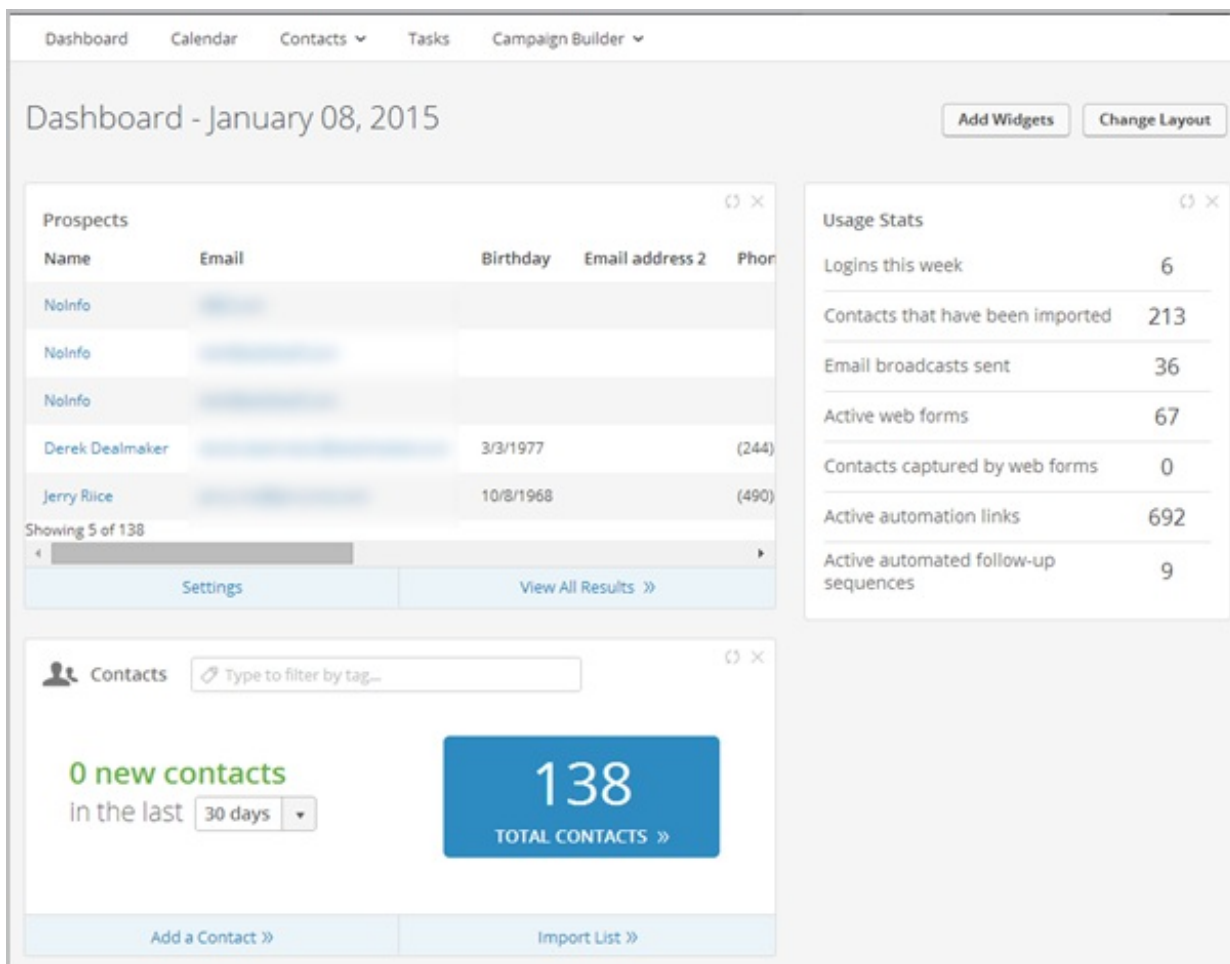 Dashboard Calendar Contacts Tasks Campaign Builder
Dashboard - January 08, 2015
Add Widgets Change Layout
Prospects
Name Email Birthday Email address 2 Phor
NoInfo
NoInfo
NoInfo
Derek Dealmaker 3/3/1977 (244)
Jerry Riice 10/8/1968 (490)
Showing 5 of 138
Settings View All Results »
Usage Stats
Logins this week 6
Contacts that have been imported 213
Email broadcasts sent 36
Active web forms 67
Contacts captured by web forms 0
Active automation links 692
Active automated follow-up
sequences 9
Contacts Type to filter by tag...
0 new contacts
in the last 30 days
138
TOTAL CONTACTS »
Add a Contact » Import List »